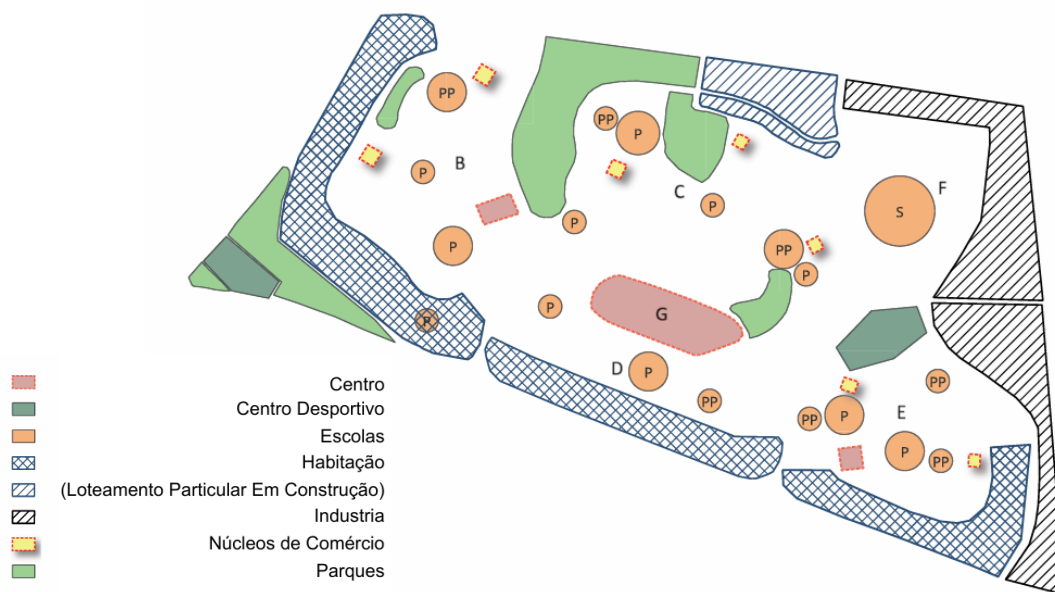 PP
PP
P
P
B
P
C
F
S
P
P
P
PP
P
P
P
G
D
P
PP
PP
E
PP
P
P
PP
Centro
Centro Desportivo
Escolas
Habitação
(Loteamento Particular Em Construção)
Industria
Núcleos de Comércio
Parques